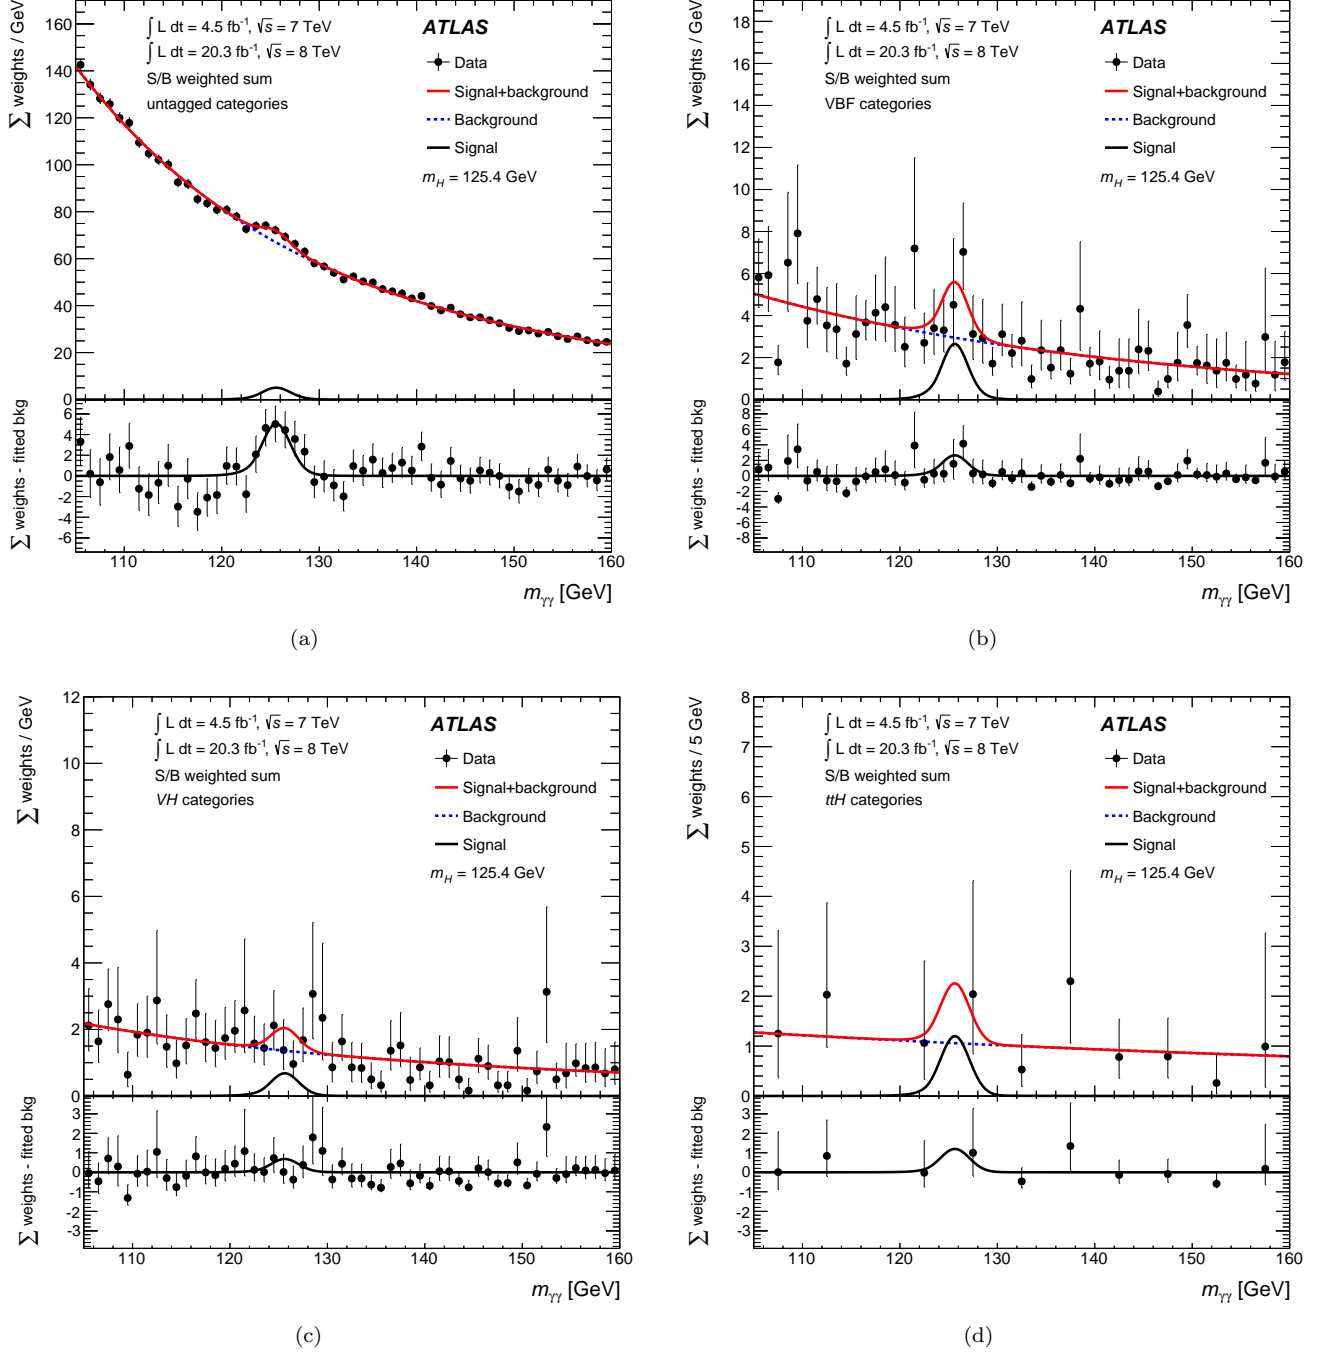 ∑ weights / GeV
160
140
120
100
80
60
40
20
0
∫ L dt = 4.5 fb⁻¹, √s = 7 TeV
∫ L dt = 20.3 fb⁻¹, √s = 8 TeV
S/B weighted sum
untagged categories
ATLAS
Data
Signal+background
Background
Signal
m_H = 125.4 GeV
∑ weights - fitted bkg
6
4
2
0
-2
-4
-6
110 120 130 140 150 160
m_γγ [GeV]
(a)
∑ weights / GeV
18
16
14
12
10
8
6
4
2
0
∫ L dt = 4.5 fb⁻¹, √s = 7 TeV
∫ L dt = 20.3 fb⁻¹, √s = 8 TeV
S/B weighted sum
VBF categories
ATLAS
Data
Signal+background
Background
Signal
m_H = 125.4 GeV
∑ weights - fitted bkg
8
6
4
2
0
-2
-4
-6
-8
110 120 130 140 150 160
m_γγ [GeV]
(b)
∑ weights / GeV
12
10
8
6
4
2
0
∫ L dt = 4.5 fb⁻¹, √s = 7 TeV
∫ L dt = 20.3 fb⁻¹, √s = 8 TeV
S/B weighted sum
VH categories
ATLAS
Data
Signal+background
Background
Signal
m_H = 125.4 GeV
∑ weights - fitted bkg
3
2
1
0
-1
-2
-3
110 120 130 140 150 160
m_γγ [GeV]
(c)
∑ weights / 5 GeV
8
7
6
5
4
3
2
1
0
∫ L dt = 4.5 fb⁻¹, √s = 7 TeV
∫ L dt = 20.3 fb⁻¹, √s = 8 TeV
S/B weighted sum
ttH categories
ATLAS
Data
Signal+background
Background
Signal
m_H = 125.4 GeV
∑ weights - fitted bkg
3
2
1
0
-1
-2
-3
110 120 130 140 150 160
m_γγ [GeV]
(d)